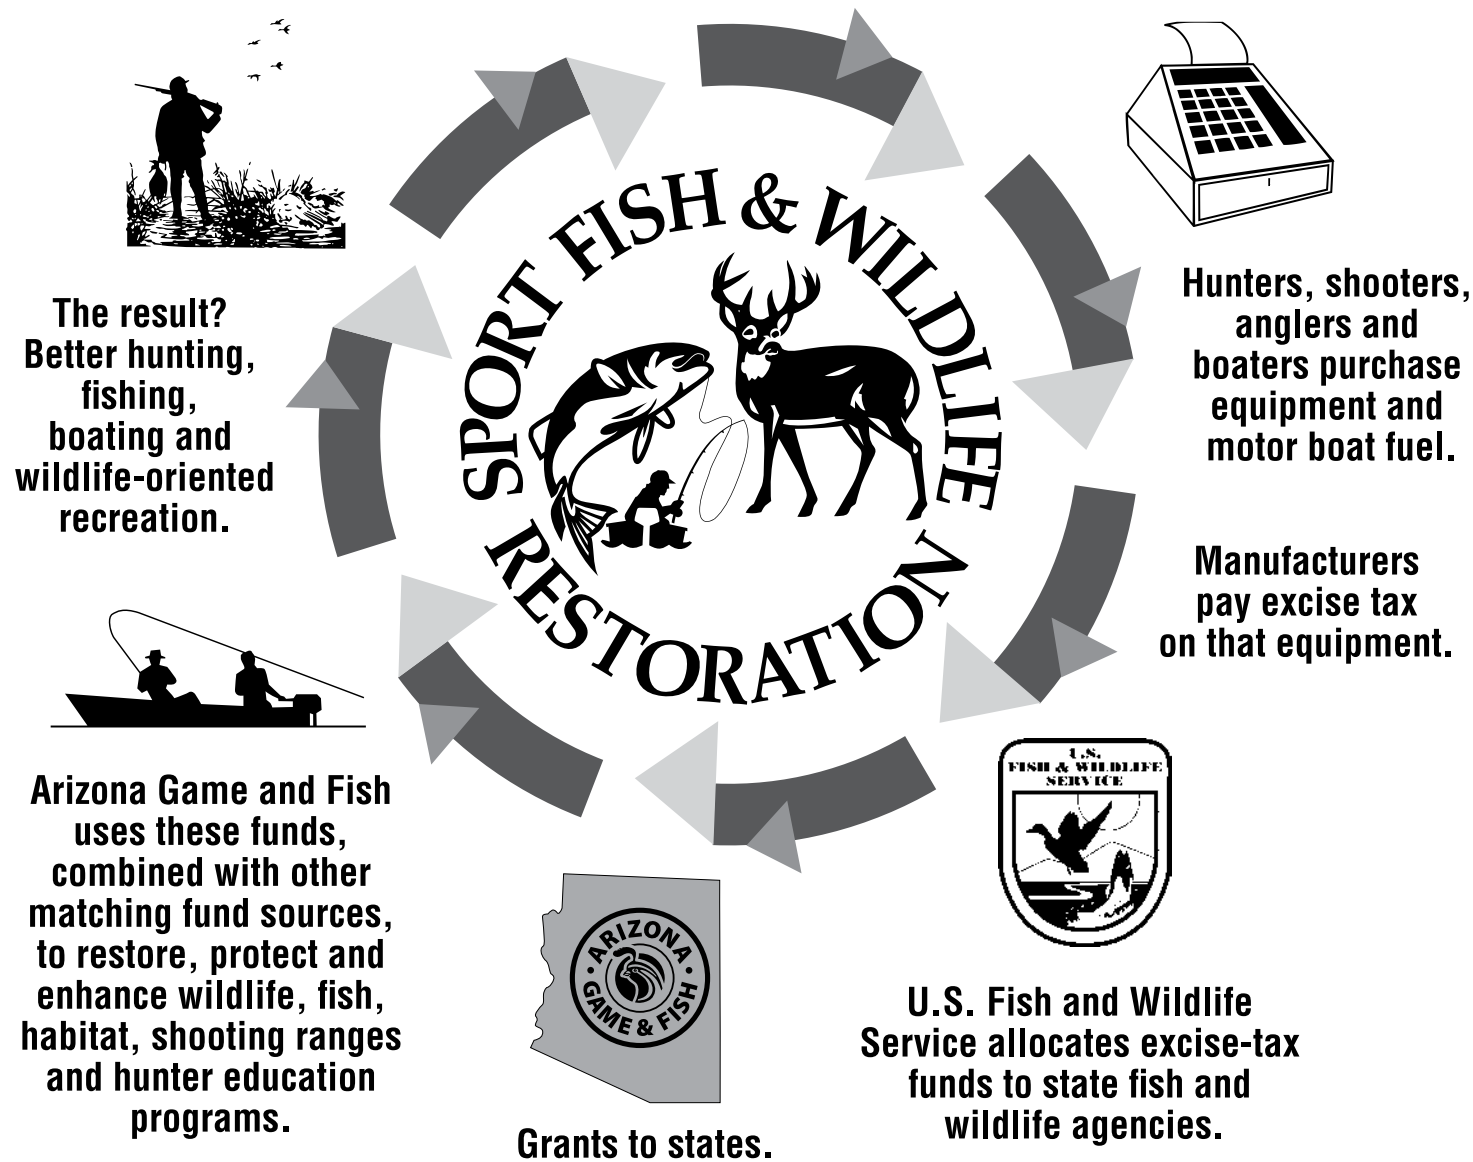 SPORT FISH & WILDLIFE
RESTORATION
Hunters, shooters,
anglers and
boaters purchase
equipment and
motor boat fuel.
Manufacturers
pay excise tax
on that equipment.
U.S.
FISH & WILDLIFE
SERVICE
U.S. Fish and Wildlife
Service allocates excise-tax
funds to state fish and
wildlife agencies.
ARIZONA
GAME & FISH
Grants to states.
Arizona Game and Fish
uses these funds,
combined with other
matching fund sources,
to restore, protect and
enhance wildlife, fish,
habitat, shooting ranges
and hunter education
programs.
The result?
Better hunting,
fishing,
boating and
wildlife-oriented
recreation.